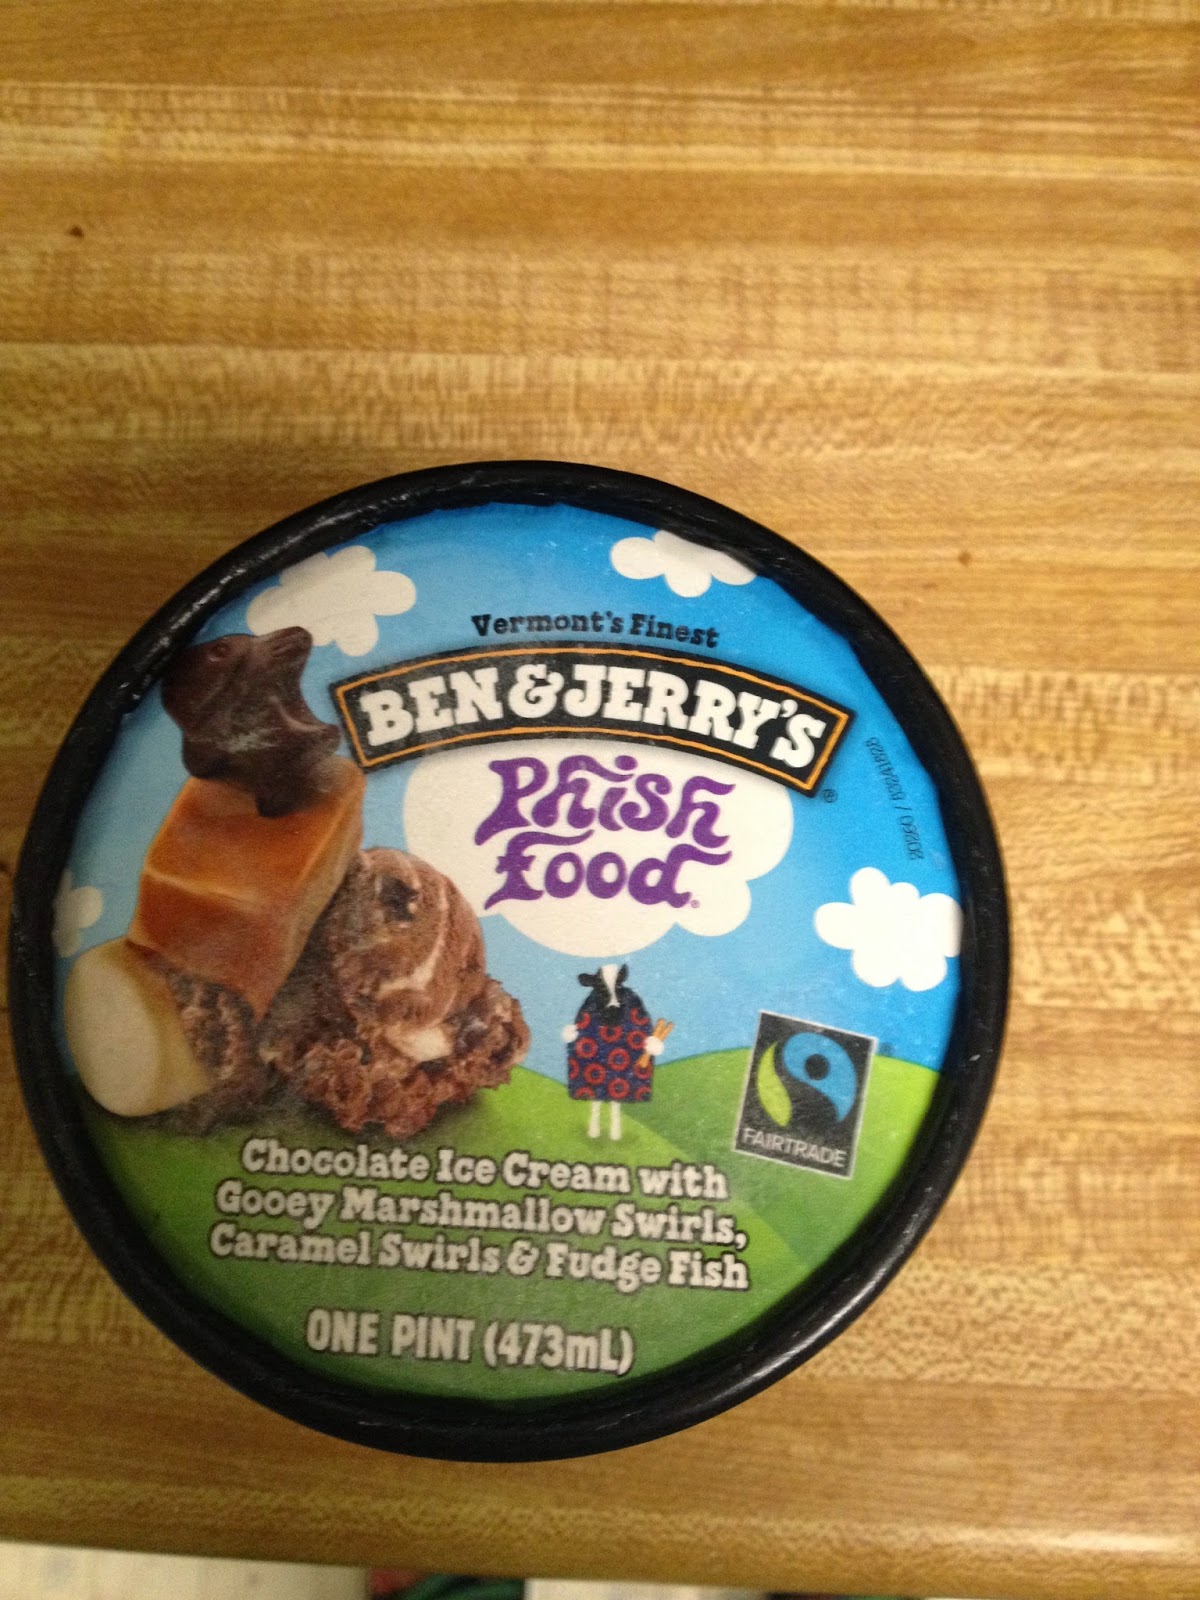 Vermont's Finest
BEN & JERRY'S®
Phish
Food®
FAIRTRADE
Chocolate Ice Cream with
Gooey Marshmallow Swirls,
Caramel Swirls & Fudge Fish
ONE PINT (473mL)